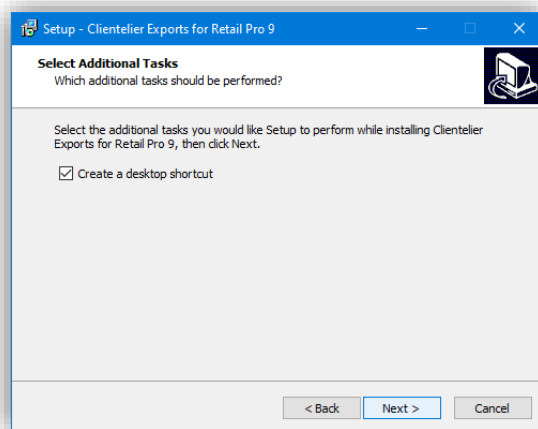 Setup - Clientelier Exports for Retail Pro 9
Select Additional Tasks
Which additional tasks should be performed?
Select the additional tasks you would like Setup to perform while installing Clientelier
Exports for Retail Pro 9, then click Next.
Create a desktop shortcut
< Back Next > Cancel